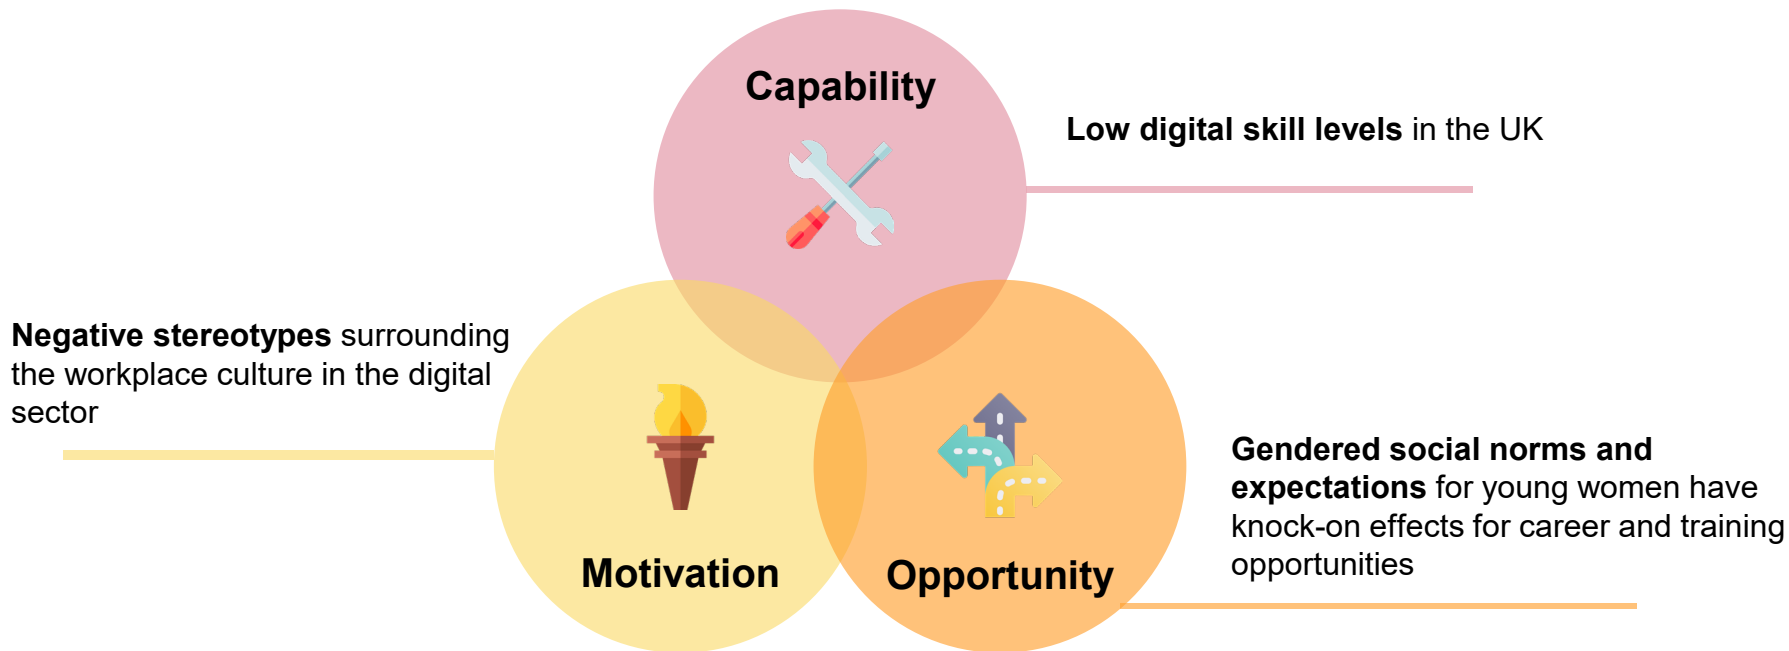 Capability
Low digital skill levels in the UK
Negative stereotypes surrounding
the workplace culture in the digital
sector
Motivation
Opportunity
Gendered social norms and
expectations for young women have
knock-on effects for career and training
opportunities